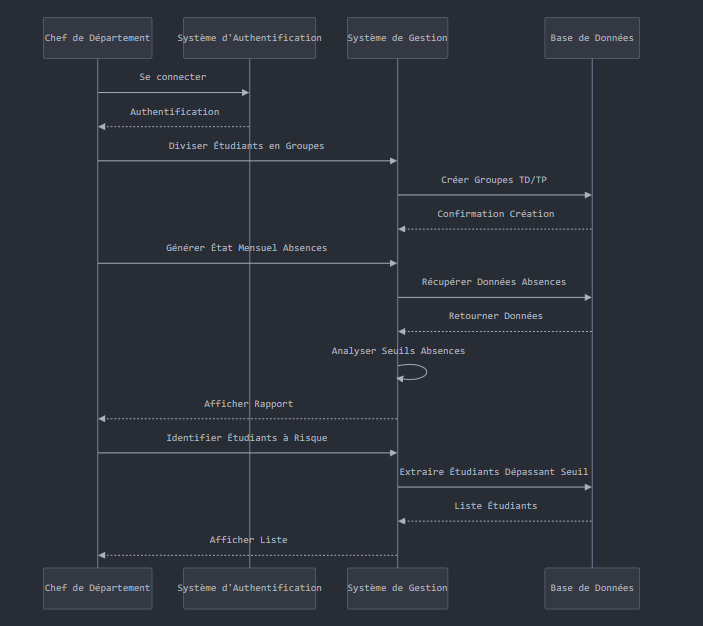 Chef de Département
Système d'Authentification
Système de Gestion
Base de Données
Se connecter
Authentification
Diviser Étudiants en Groupes
Créer Groupes TD/TP
Confirmation Création
Générer État Mensuel Absences
Récupérer Données Absences
Retourner Données
Analyser Seuils Absences
Afficher Rapport
Identifier Étudiants à Risque
Extraire Étudiants Dépassant Seuil
Liste Étudiants
Afficher Liste
Chef de Département
Système d'Authentification
Système de Gestion
Base de Données